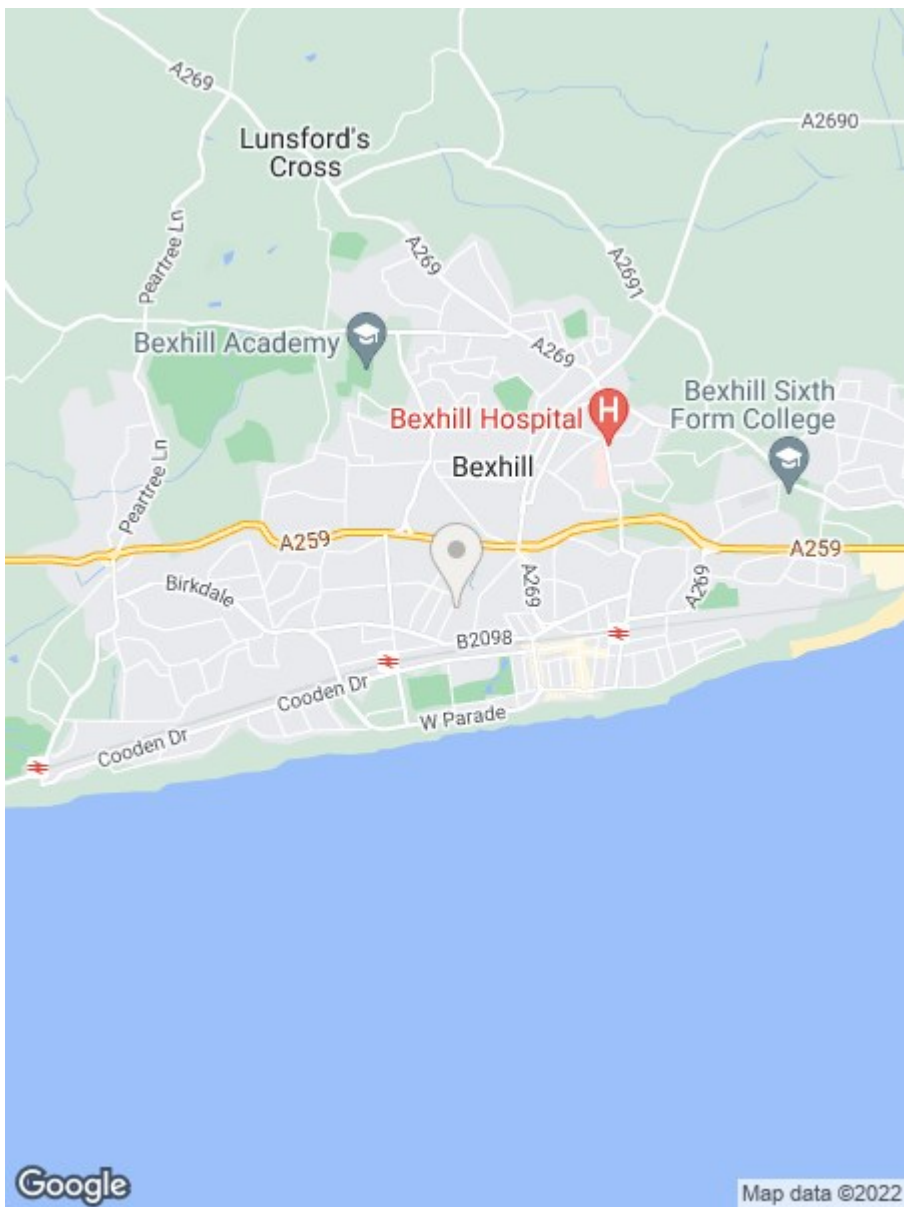 A269
A2690
Lunsford's
Cross
Peartree Ln
A269
A2691
Bexhill Academy
A269
Bexhill Sixth
Form College
Bexhill Hospital
H
Bexhill
Peartree Ln
A259
A259
Birkdale
A269
A269
B2098
Cooden Dr
W Parade
Cooden Dr
Google
Map data ©2022